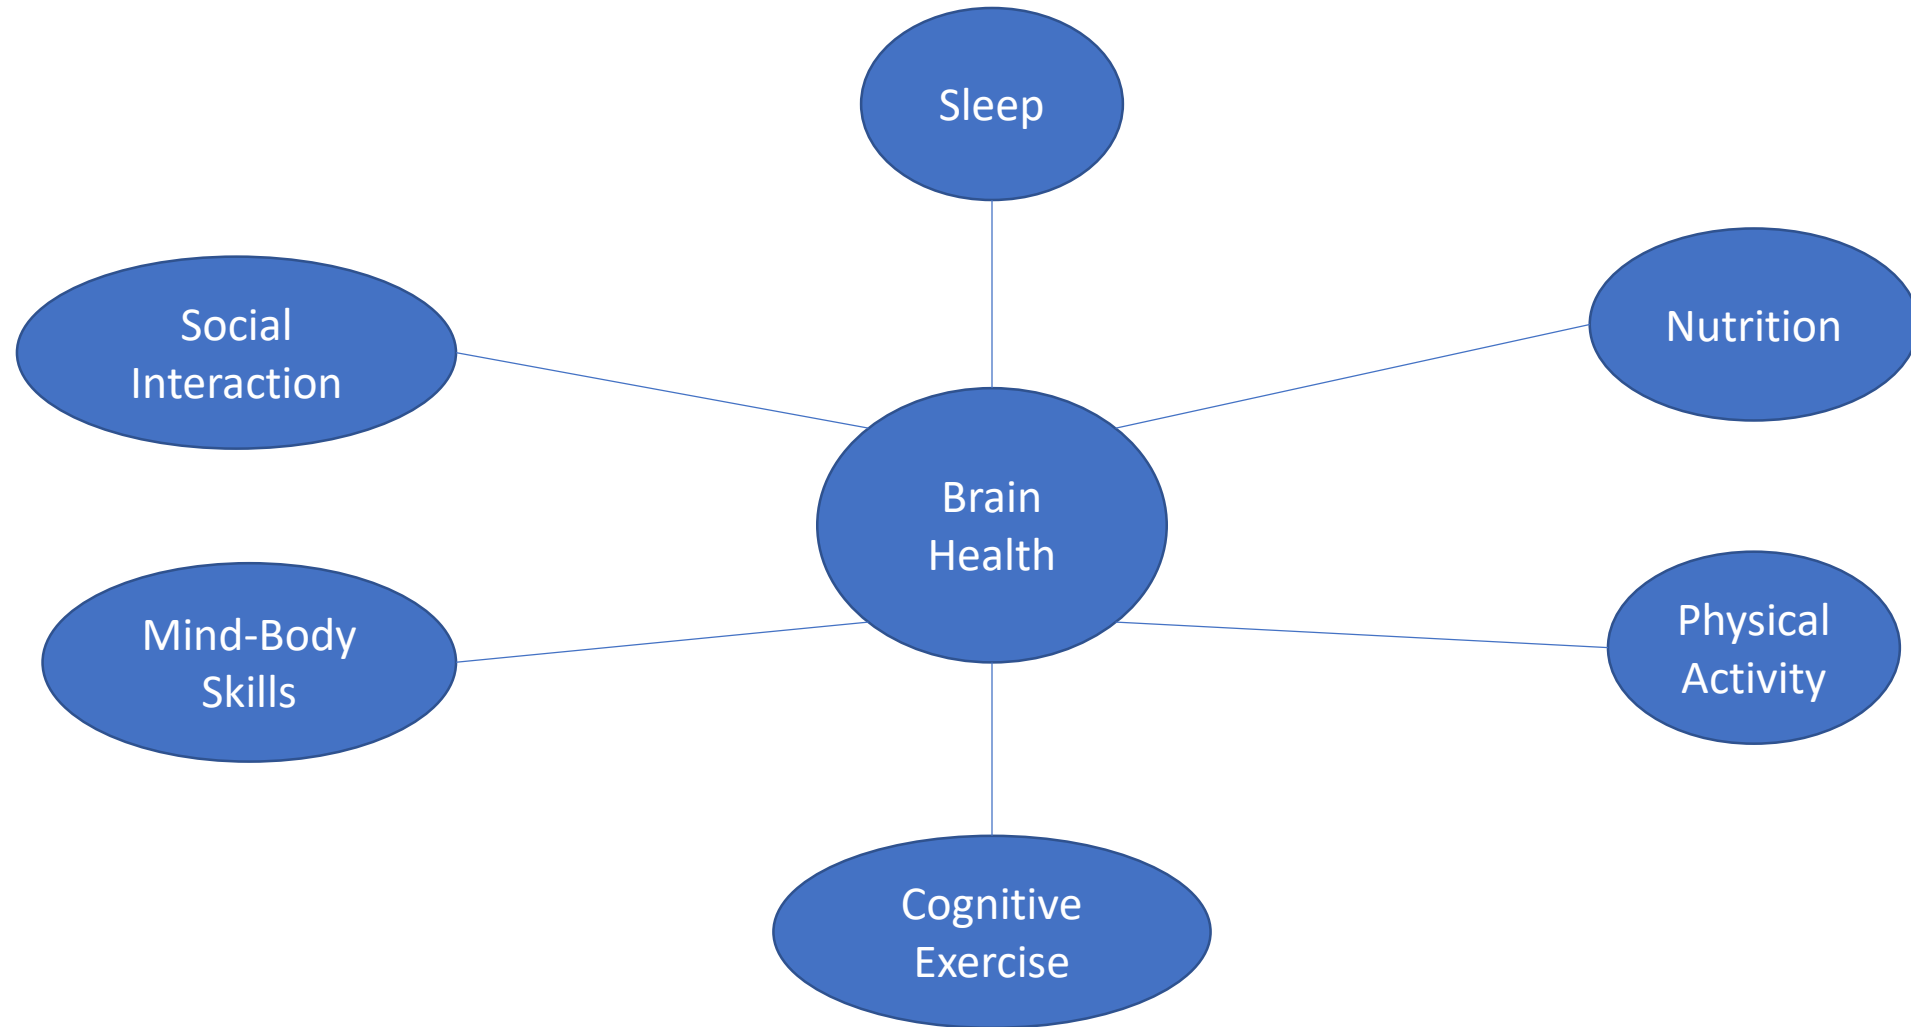 Sleep
Social
Interaction
Nutrition
Brain
Health
Mind-Body
Skills
Physical
Activity
Cognitive
Exercise